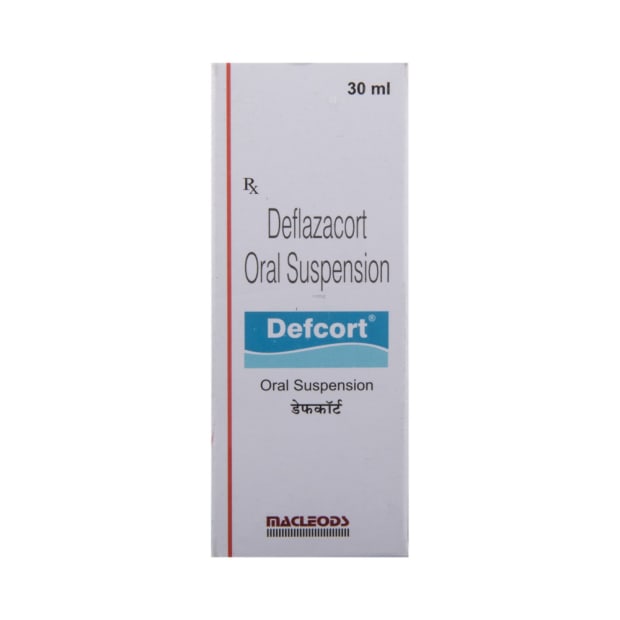 30 ml
Rx
Deflazacort
Oral Suspension
Defcort®
Oral Suspension
डेफकॉर्ट
MACLEODS